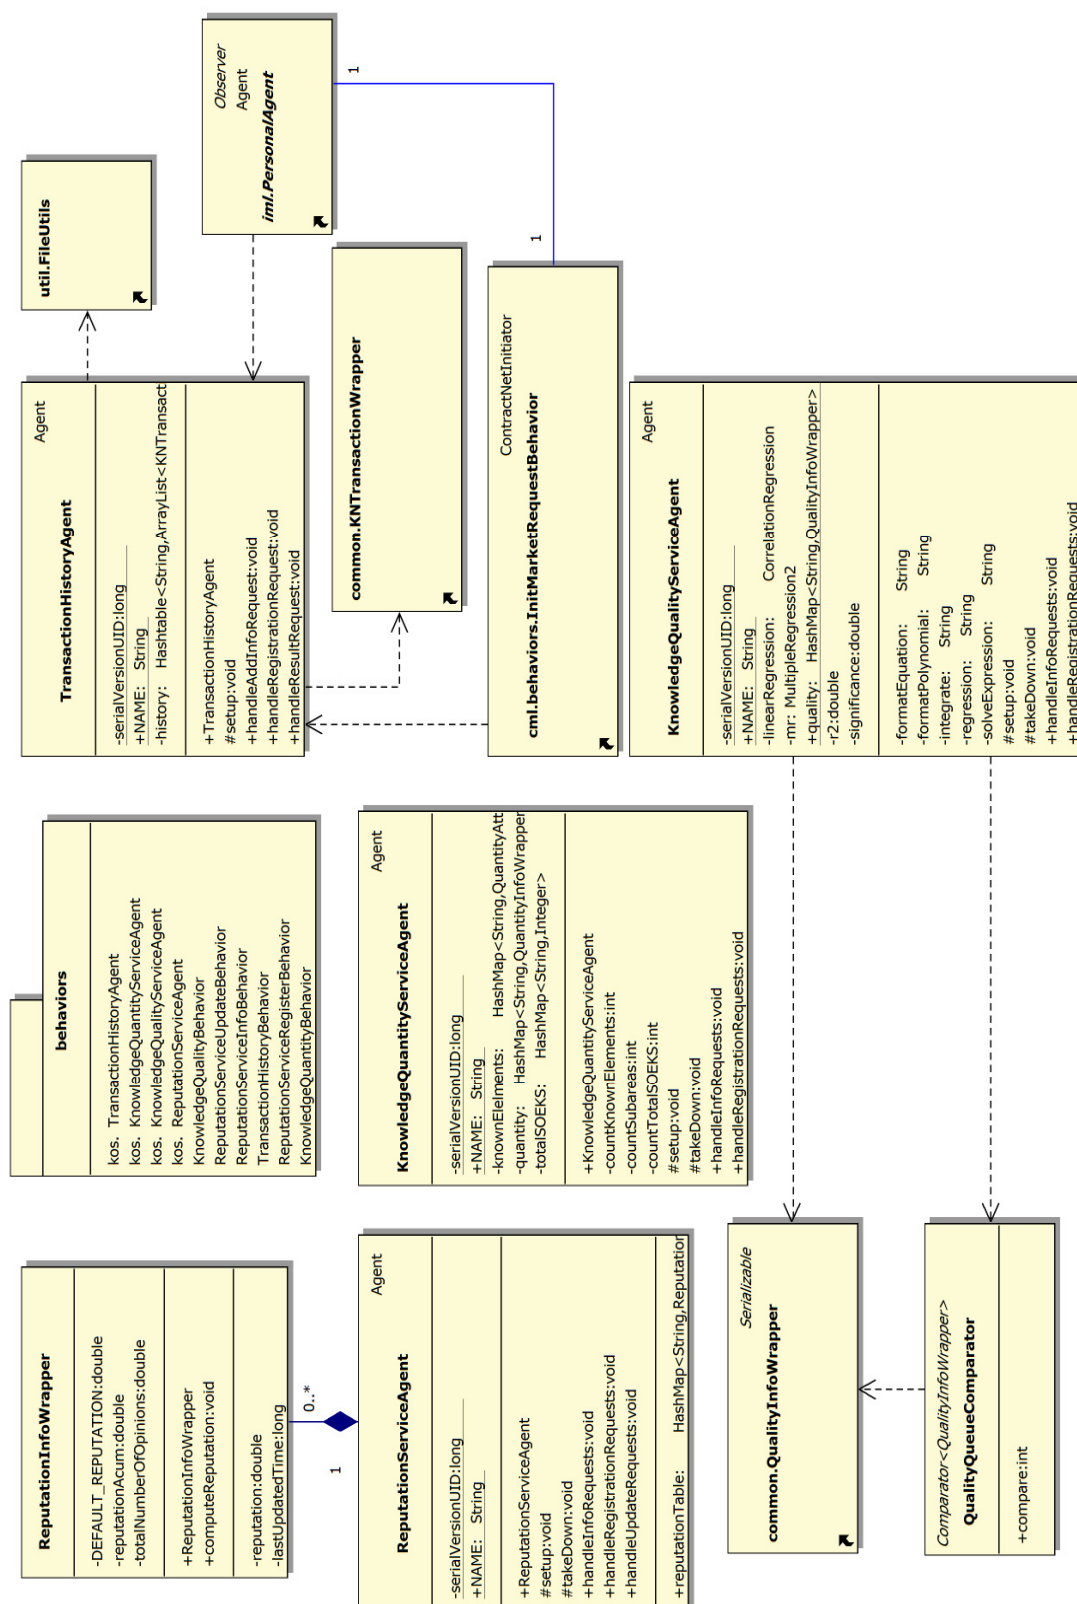 ReputationInfoWrapper
-DEFAULT_REPUTATION:double
-reputationAcum:double
-totalNumberOfOpinions:double
+ReputationInfoWrapper
+computeReputation:void
-reputation:double
-lastUpdatedTime:long
0..*
1
Agent
ReputationServiceAgent
-serialVersionUID:long
+NAME: String
+ReputationServiceAgent
#setup:void
#takeDown:void
+handleInfoRequests:void
+handleRegistrationRequests:void
+handleUpdateRequests:void
+reputationTable: HashMap<String,Reputation
Serializable
common.QualityInfoWrapper
Comparator<QualityInfoWrapper>
QualityQueueComparator
+compare:int
behaviors
kos. TransactionHistoryAgent
kos. KnowledgeQuantityServiceAgent
kos. KnowledgeQualityServiceAgent
kos. ReputationServiceAgent
KnowledgeQualityBehavior
ReputationServiceUpdateBehavior
ReputationServiceInfoBehavior
TransactionHistoryBehavior
ReputationServiceRegisterBehavior
KnowledgeQuantityBehavior
Agent
KnowledgeQuantityServiceAgent
-serialVersionUID:long
+NAME: String
-knownElelments: HashMap<String,QuantityAtt
-quantity: HashMap<String,QuantityInfoWrapper
-totalSOEKS: HashMap<String,Integer>
+KnowledgeQuantityServiceAgent
-countKnownElements:int
-countSubareas:int
-countTotalSOEKS:int
#setup:void
#takeDown:void
+handleInfoRequests:void
+handleRegistrationRequests:void
Agent
TransactionHistoryAgent
-serialVersionUID:long
+NAME: String
-history: Hashtable<String,ArrayList<KNTransact
+TransactionHistoryAgent
#setup:void
+handleAddInfoRequest:void
+handleRegistrationRequest:void
+handleResultRequest:void
util.FileUtils
Observer
Agent
iml.PersonalAgent
1
1
common.KNTransactionWrapper
ContractNetInitiator
cml.behaviors.InitMarketRequestBehavior
Agent
KnowledgeQualityServiceAgent
-serialVersionUID:long
+NAME: String
-linearRegression: CorrelationRegression
-mr: MultipleRegression2
+quality: HashMap<String,QualityInfoWrapper>
-r2:double
-significance:double
-formatEquation: String
-formatPolynomial: String
-integrate: String
-regression: String
-solveExpression: String
#setup:void
#takeDown:void
+handleInfoRequests:void
+handleRegistrationRequests:void